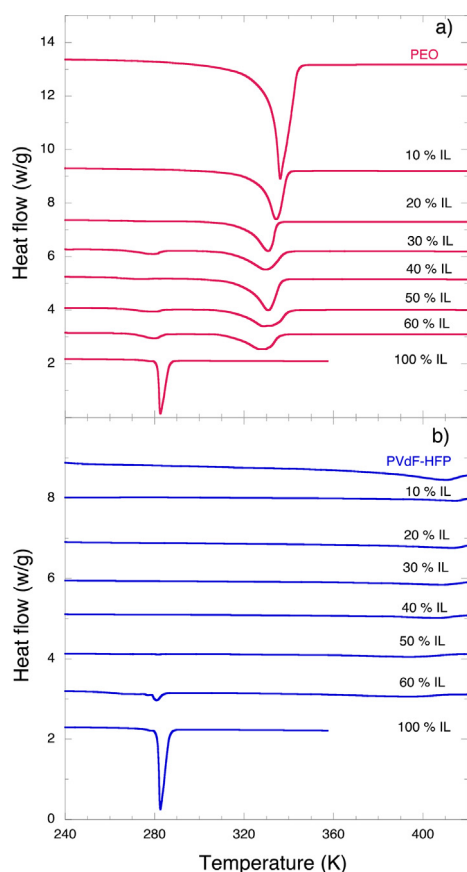 a)
14
PEO
12
10 % IL
10
20 % IL
8
30 % IL
6
40 % IL
50 % IL
4
60 % IL
2
100 % IL
Heat flow (w/g)
b)
PVdF-HFP
8
10 % IL
20 % IL
6
30 % IL
40 % IL
4
50 % IL
60 % IL
2
100 % IL
0
Heat flow (w/g)
240 280 320 360 400
Temperature (K)